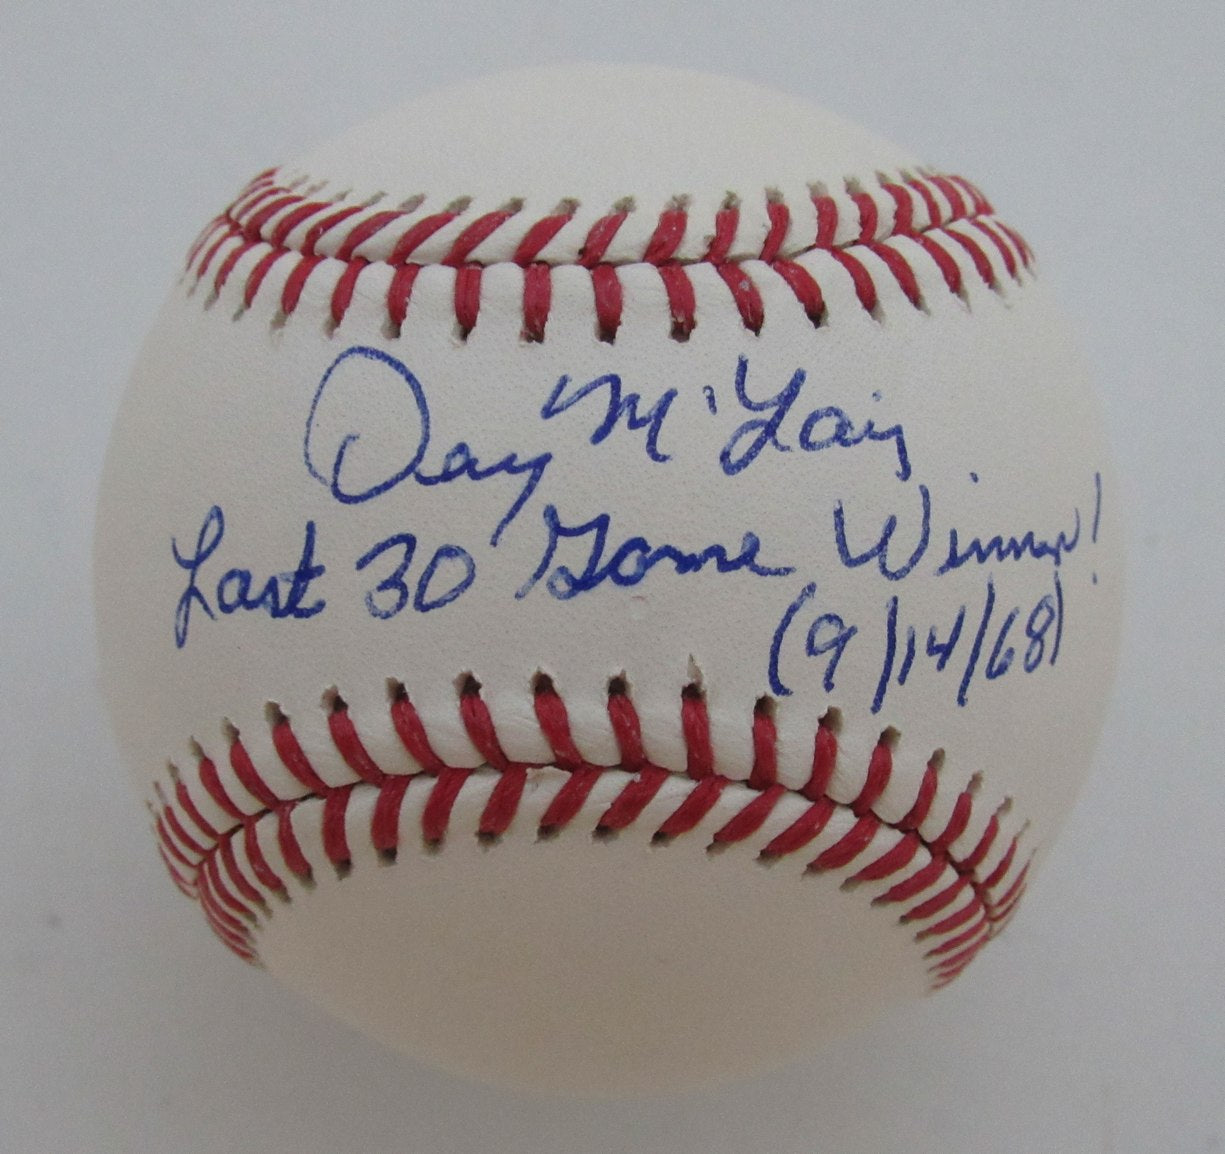 Denny McLain
Last 30 Game Winner!
(9/14/68)